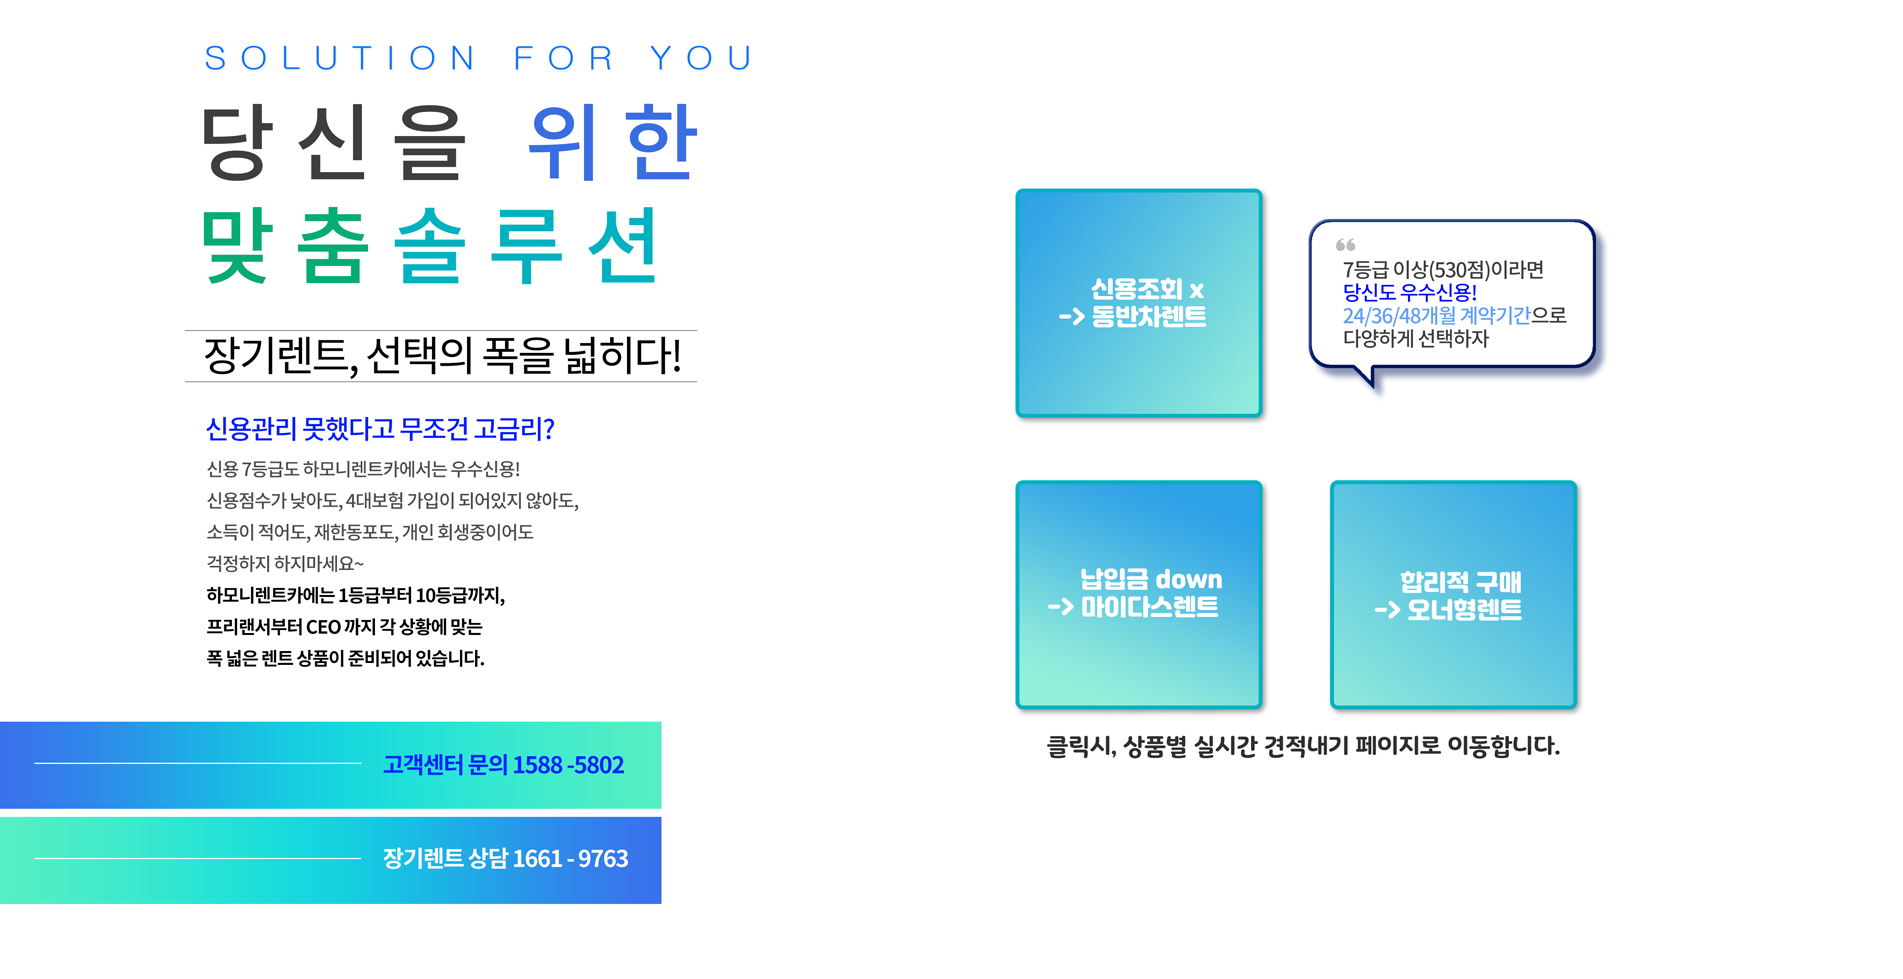 SOLUTION FOR YOU
당신을 위한
맞춤솔루션
장기렌트, 선택의 폭을 넓히다!
신용관리 못했다고 무조건 고금리?
신용 7등급도 하모니렌트카에서는 우수신용!
신용점수가 낮아도, 4대보험 가입이 되어있지 않아도,
소득이 적어도, 재한동포도, 개인 회생중이어도
걱정하지 하지마세요~
하모니렌트카에는 1등급부터 10등급까지,
프리랜서부터 CEO 까지 각 상황에 맞는
폭 넓은 렌트 상품이 준비되어 있습니다.
고객센터 문의 1588 -5802
장기렌트 상담 1661 - 9763
신용조회 x
-> 동반차렌트
“
7등급 이상(530점)이라면
당신도 우수신용!
24/36/48개월 계약기간으로
다양하게 선택하자
납입금 down
-> 마이다스렌트
합리적 구매
-> 오너형렌트
클릭시, 상품별 실시간 견적내기 페이지로 이동합니다.